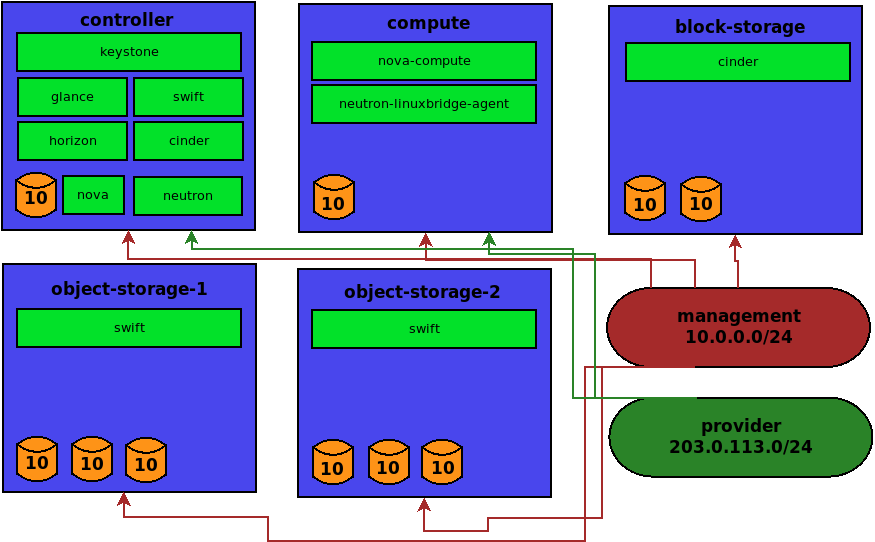 controller
keystone
glance
swift
horizon
cinder
10
nova
neutron
compute
nova-compute
neutron-linuxbridge-agent
10
block-storage
cinder
10
10
object-storage-1
swift
10
10
10
object-storage-2
swift
10
10
10
management
10.0.0.0/24
provider
203.0.113.0/24